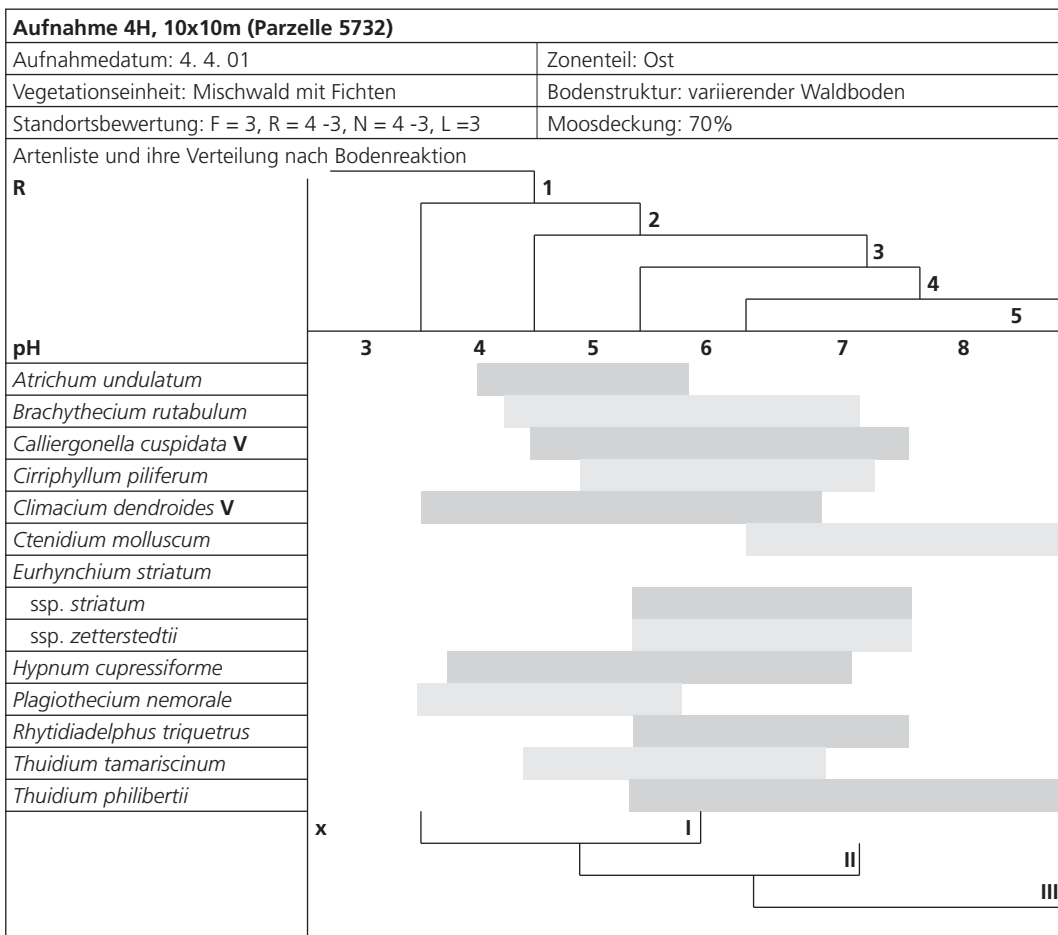 Aufnahme 4H, 10x10m (Parzelle 5732)
Aufnahmedatum: 4. 4. 01 Zonenteil: Ost
Vegetationseinheit: Mischwald mit Fichten Bodenstruktur: variierender Waldboden
Standortsbewertung: F = 3, R = 4 -3, N = 4 -3, L =3 Moosdeckung: 70%
Artenliste und ihre Verteilung nach Bodenreaktion
R 1
2
3
4
5
pH 3 4 5 6 7 8
Atrichum undulatum
Brachythecium rutabulum
Calliergonella cuspidata V
Cirriphyllum piliferum
Climacium dendroides V
Ctenidium molluscum
Eurhynchium striatum
ssp. striatum
ssp. zetterstedtii
Hypnum cupressiforme
Plagiothecium nemorale
Rhytidiadelphus triquetrus
Thuidium tamariscinum
Thuidium philibertii
x I
II
III